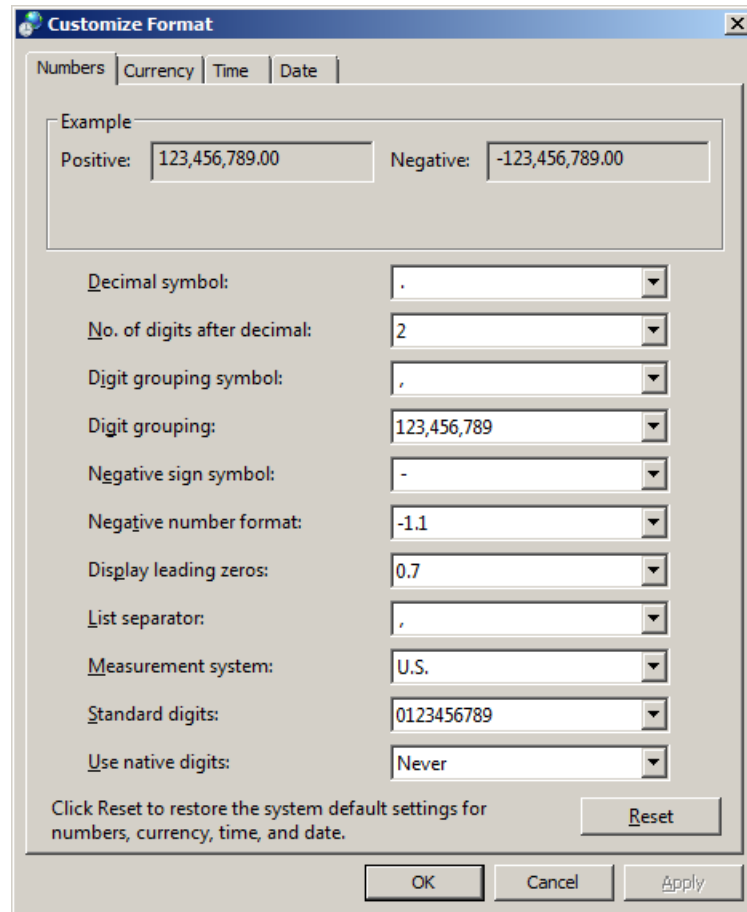 Customize Format
Numbers Currency Time Date
Example
Positive: 123,456,789.00 Negative: -123,456,789.00
Decimal symbol: .
No. of digits after decimal: 2
Digit grouping symbol: ,
Digit grouping: 123,456,789
Negative sign symbol: -
Negative number format: -1.1
Display leading zeros: 0.7
List separator: ,
Measurement system: U.S.
Standard digits: 0123456789
Use native digits: Never
Click Reset to restore the system default settings for
numbers, currency, time, and date.
Reset
OK Cancel Apply